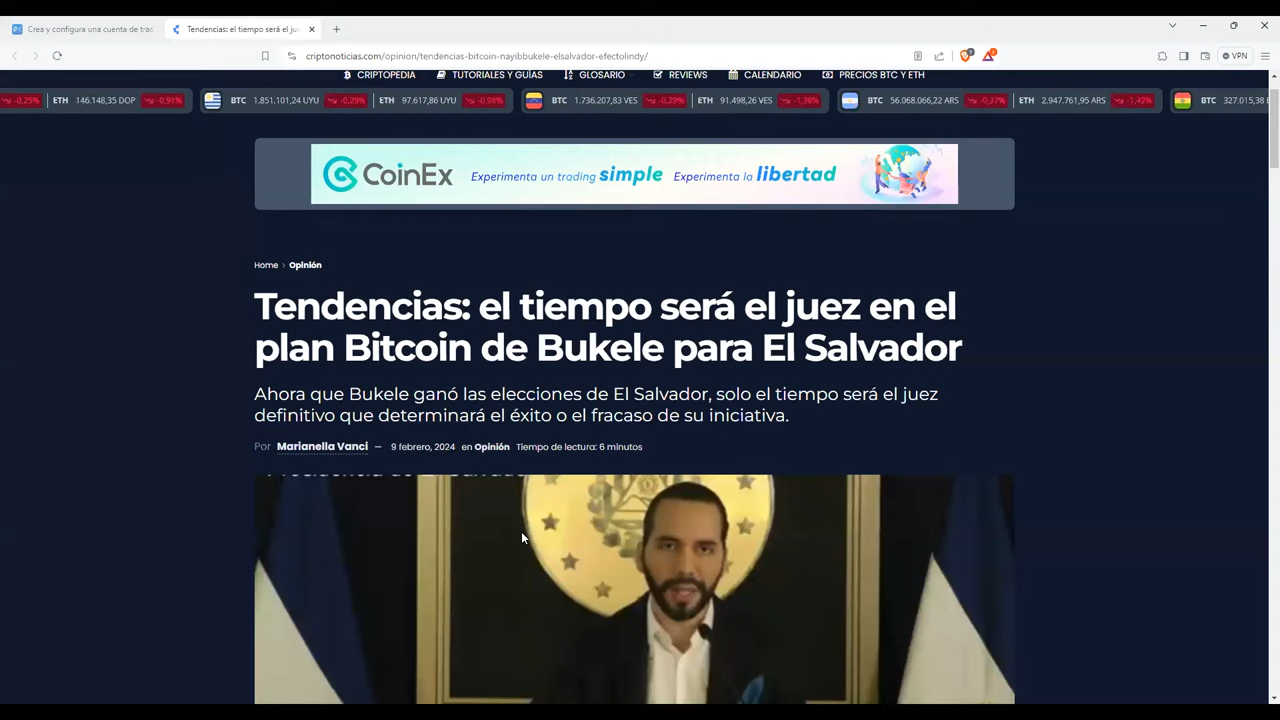 Crea y configura una cuenta de trad
Tendencias: el tiempo será el jue
criptonoticias.com/opinion/tendencias-bitcoin-nayibbukele-elsalvador-efectolindy/
VPN
CRIPTOPEDIA TUTORIALES Y GUÍAS GLOSARIO REVIEWS CALENDARIO PRECIOS BTC Y ETH
-0,25% ETH 146.148,35 DOP -0,91% BTC 1.851.101,24 UYU -0,29% ETH 97.617,86 UYU -0,98% BTC 1.736.207,83 VES -0,29% ETH 91.498,26 VES -1,39% BTC 56.068.066,22 ARS -0,37% ETH 2.947.761,95 ARS -1,42% BTC 327.015,38
CoinEx Experimenta un trading simple Experimenta la libertad
Home > Opinión
Tendencias: el tiempo será el juez en el
plan Bitcoin de Bukele para El Salvador
Ahora que Bukele ganó las elecciones de El Salvador, solo el tiempo será el juez
definitivo que determinará el éxito o el fracaso de su iniciativa.
Por Marianella Vanci — 9 febrero, 2024 en Opinión Tiempo de lectura: 6 minutos